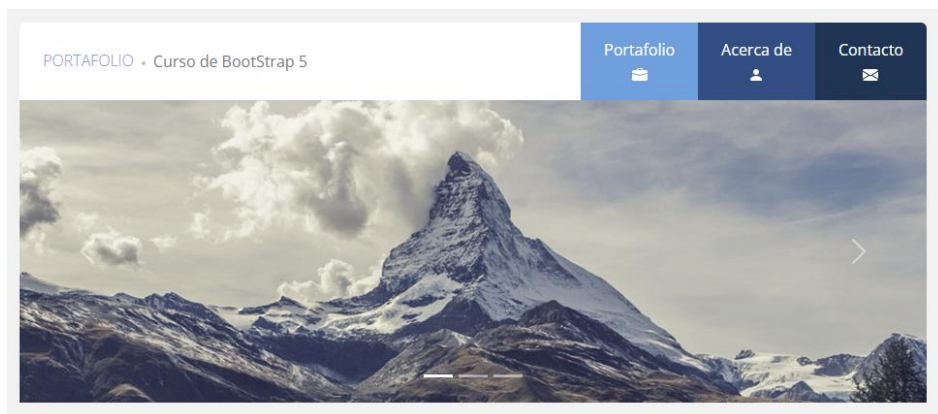 PORTAFOLIO • Curso de BootStrap 5
Portafolio
Acerca de
Contacto